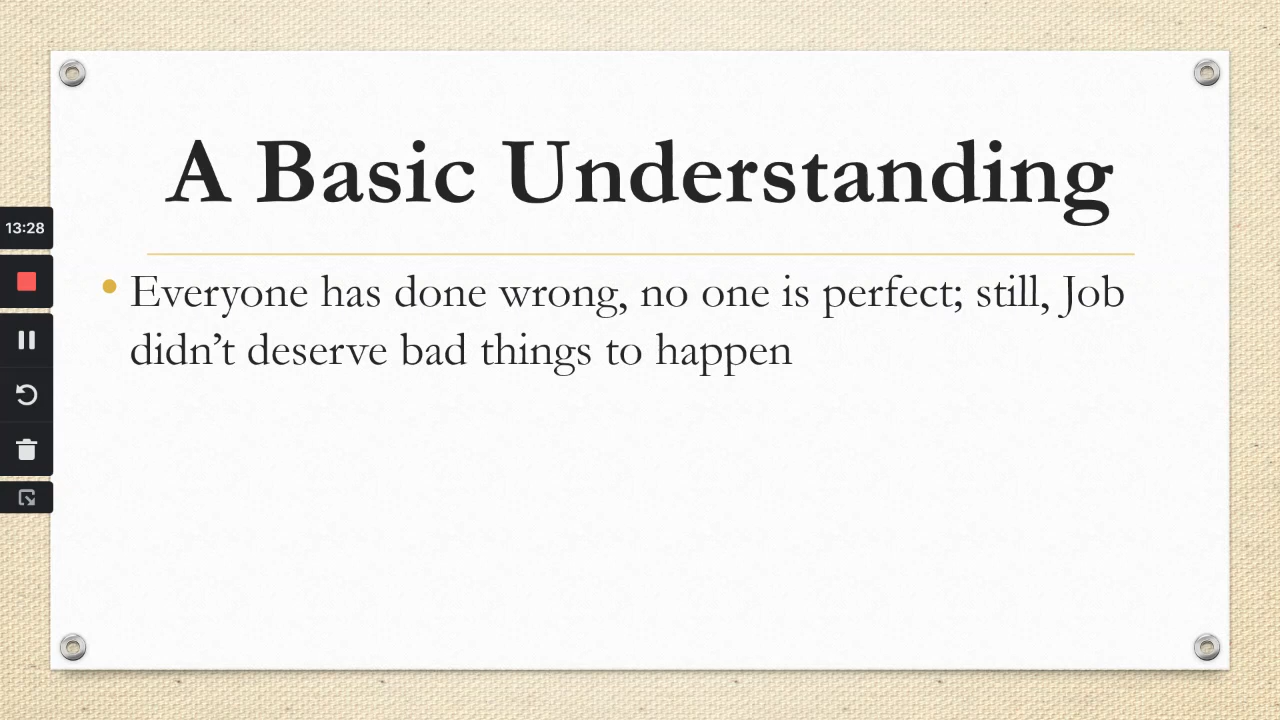 A Basic Understanding
13:28
• Everyone has done wrong, no one is perfect; still, Job
didn’t deserve bad things to happen